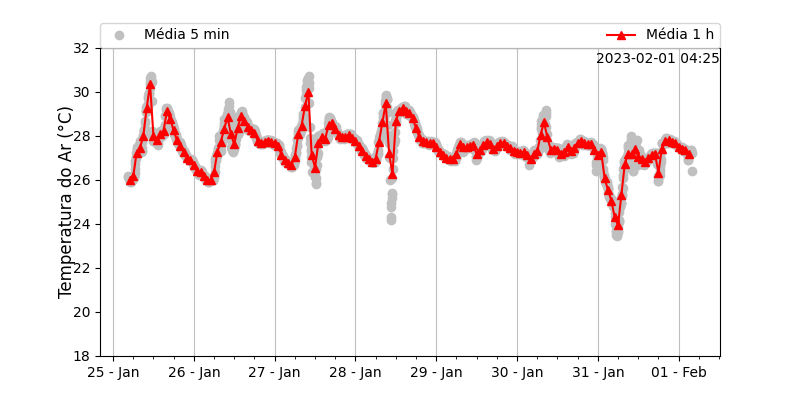 Média 5 min
Média 1 h
2023-02-01 04:25
Temperatura do Ar (°C)
32
30
28
26
24
22
20
18
25 - Jan
26 - Jan
27 - Jan
28 - Jan
29 - Jan
30 - Jan
31 - Jan
01 - Feb